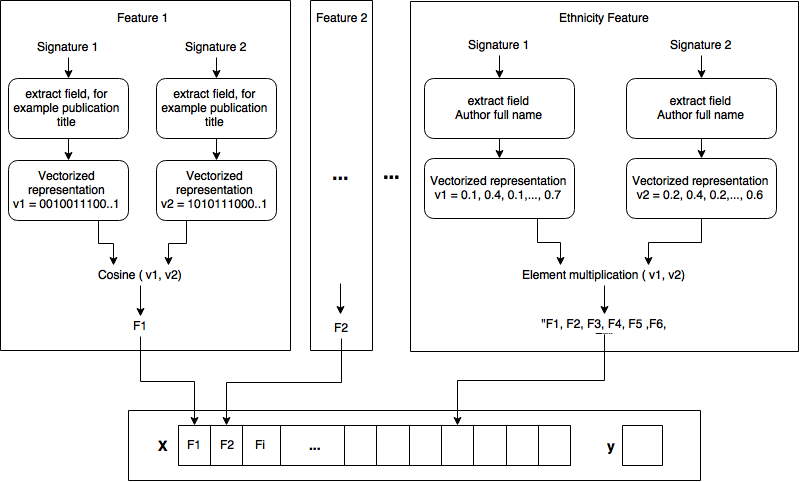 Feature 1
Signature 1
Signature 2
extract field, for
example publication
title
extract field, for
example publication
title
Vectorized
representation
v1 = 0010011100..1
Vectorized
representation
v2 = 1010111000..1
Cosine ( v1, v2)
F1
Feature 2
...
F2
...
Ethnicity Feature
Signature 1
Signature 2
extract field
Author full name
extract field
Author full name
Vectorized representation
v1 = 0.1, 0.4, 0.1,..., 0.7
Vectorized representation
v2 = 0.2, 0.4, 0.2,..., 0.6
Element multiplication ( v1, v2)
"F1, F2, F3, F4, F5 ,F6,
X F1 F2 Fi ... y